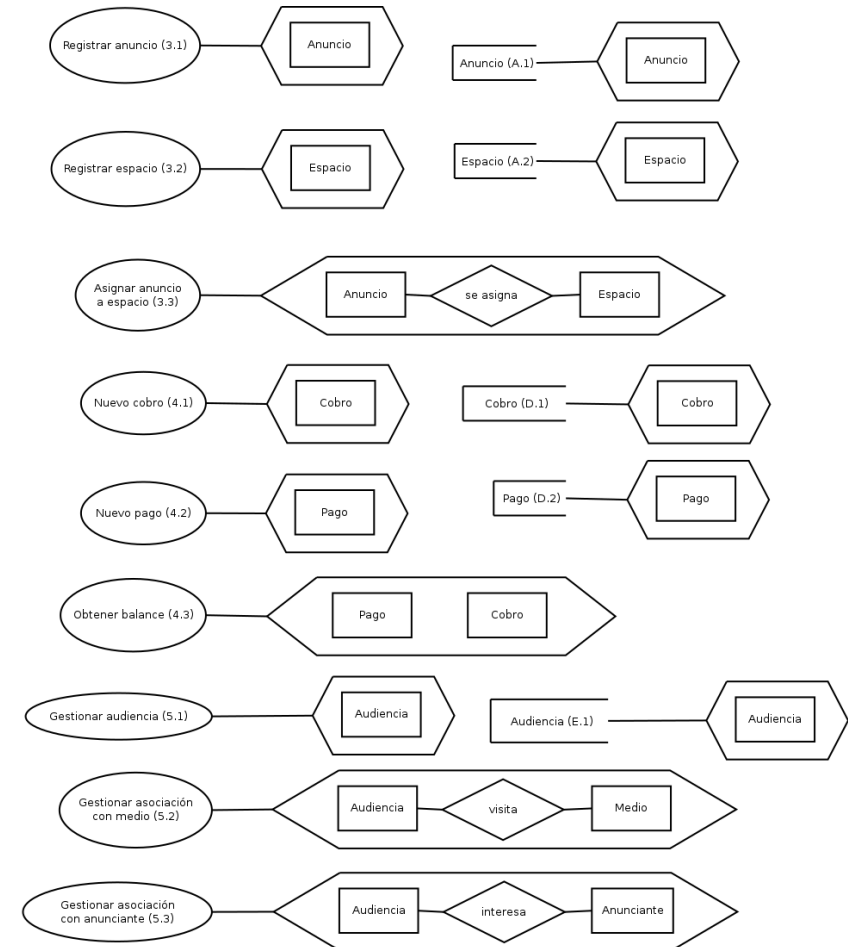 Registrar anuncio (3.1)
Anuncio
Anuncio (A.1)
Anuncio
Registrar espacio (3.2)
Espacio
Espacio (A.2)
Espacio
Asignar anuncio
a espacio (3.3)
Anuncio
se asigna
Espacio
Nuevo cobro (4.1)
Cobro
Cobro (D.1)
Cobro
Nuevo pago (4.2)
Pago
Pago (D.2)
Pago
Obtener balance (4.3)
Pago
Cobro
Gestionar audiencia (5.1)
Audiencia
Audiencia (E.1)
Audiencia
Gestionar asociación
con medio (5.2)
Audiencia
visita
Medio
Gestionar asociación
con anunciante (5.3)
Audiencia
interesa
Anunciante